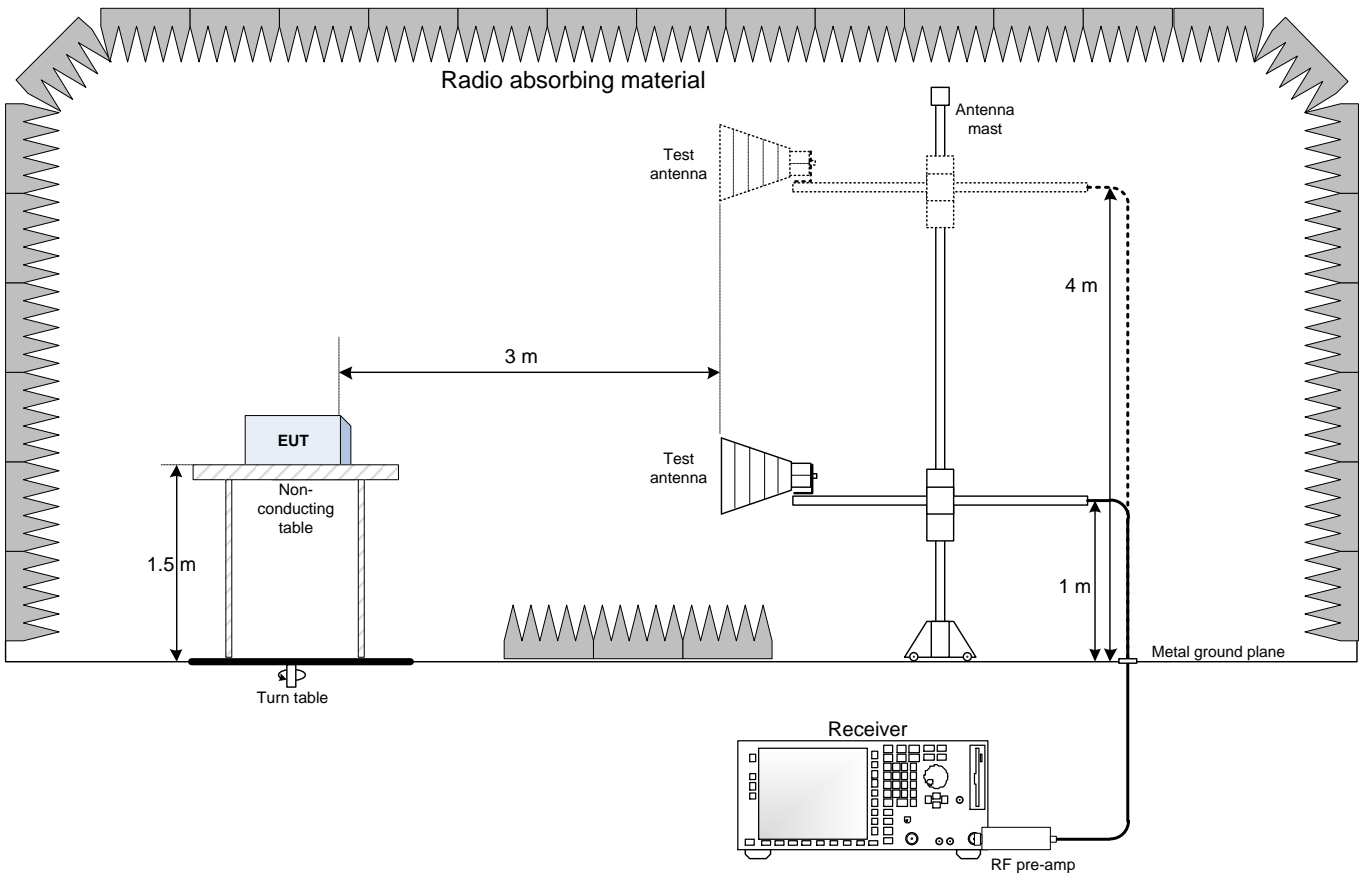 Radio absorbing material
Antenna
mast
Test
antenna
4 m
3 m
EUT
Test
antenna
Non-
conducting
table
1.5 m
1 m
Metal ground plane
Turn table
Receiver
RF pre-amp